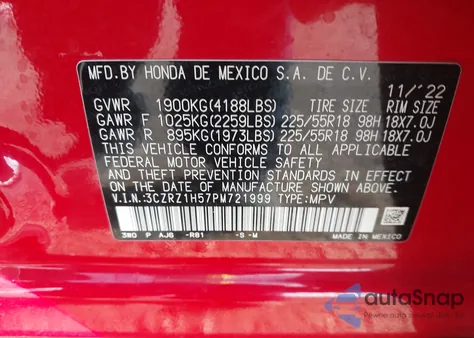 MFD.BY HONDA DE MEXICO S.A. DE C.V.
11/'22
GVWR 1900KG(4188LBS) TIRE SIZE RIM SIZE
GAWR F 1025KG(2259LBS) 225/55R18 98H 18X7.0J
GAWR R 895KG(1973LBS) 225/55R18 98H 18X7.0J
THIS VEHICLE CONFORMS TO ALL APPLICABLE
FEDERAL MOTOR VEHICLE SAFETY
AND THEFT PREVENTION STANDARDS IN
EFFECT ON THE DATE OF MANUFACTURE
V.I.N.:3CZRZ1H57PM721999 TYPE:MPV
3W0 P AJ6 -R81 -S -M
MADE IN
MEXICO
autoSnap